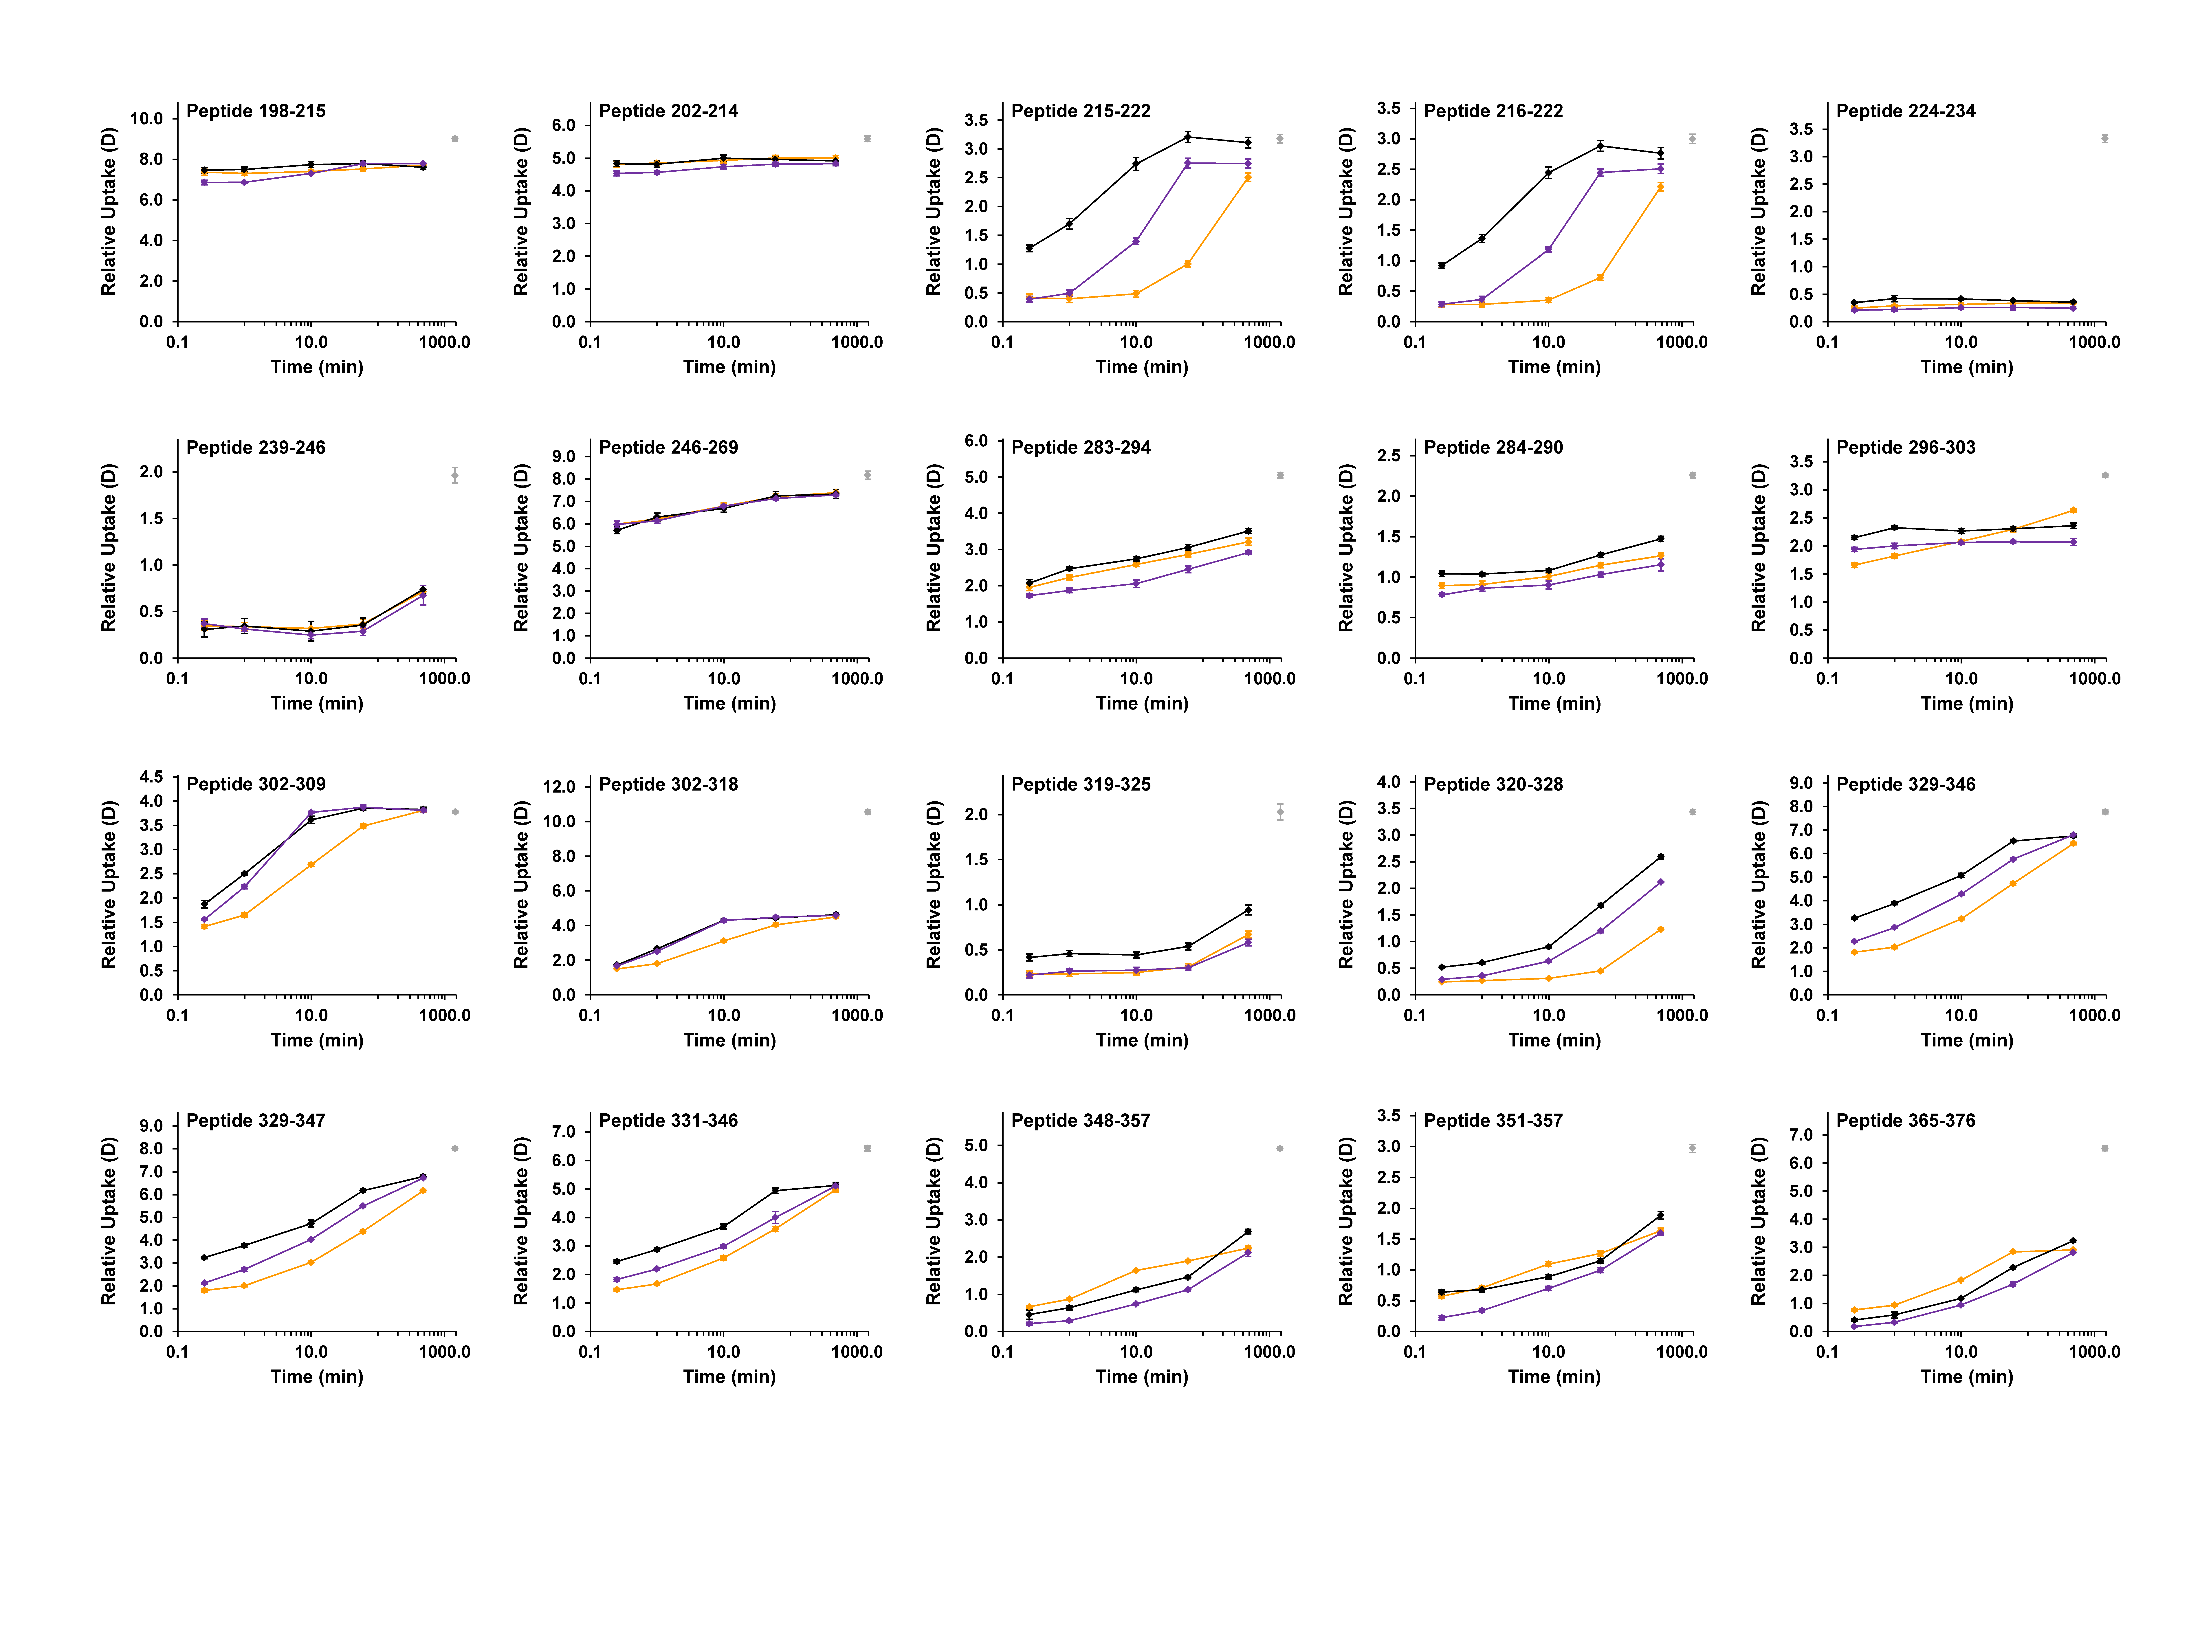 Peptide 198-215
Relative Uptake (D)
10.0
8.0
6.0
4.0
2.0
0.0
0.1 10.0 1000.0
Time (min)
Peptide 202-214
Relative Uptake (D)
6.0
5.0
4.0
3.0
2.0
1.0
0.0
0.1 10.0 1000.0
Time (min)
Peptide 215-222
Relative Uptake (D)
3.5
3.0
2.5
2.0
1.5
1.0
0.5
0.0
0.1 10.0 1000.0
Time (min)
Peptide 216-222
Relative Uptake (D)
3.5
3.0
2.5
2.0
1.5
1.0
0.5
0.0
0.1 10.0 1000.0
Time (min)
Peptide 224-234
Relative Uptake (D)
3.5
3.0
2.5
2.0
1.5
1.0
0.5
0.0
0.1 10.0 1000.0
Time (min)
Peptide 239-246
Relative Uptake (D)
2.0
1.5
1.0
0.5
0.0
0.1 10.0 1000.0
Time (min)
Peptide 246-269
Relative Uptake (D)
9.0
8.0
7.0
6.0
5.0
4.0
3.0
2.0
1.0
0.0
0.1 10.0 1000.0
Time (min)
Peptide 283-294
Relative Uptake (D)
6.0
5.0
4.0
3.0
2.0
1.0
0.0
0.1 10.0 1000.0
Time (min)
Peptide 284-290
Relative Uptake (D)
2.5
2.0
1.5
1.0
0.5
0.0
0.1 10.0 1000.0
Time (min)
Peptide 296-303
Relative Uptake (D)
3.5
3.0
2.5
2.0
1.5
1.0
0.5
0.0
0.1 10.0 1000.0
Time (min)
Peptide 302-309
Relative Uptake (D)
4.5
4.0
3.5
3.0
2.5
2.0
1.5
1.0
0.5
0.0
0.1 10.0 1000.0
Time (min)
Peptide 302-318
Relative Uptake (D)
12.0
10.0
8.0
6.0
4.0
2.0
0.0
0.1 10.0 1000.0
Time (min)
Peptide 319-325
Relative Uptake (D)
2.0
1.5
1.0
0.5
0.0
0.1 10.0 1000.0
Time (min)
Peptide 320-328
Relative Uptake (D)
4.0
3.5
3.0
2.5
2.0
1.5
1.0
0.5
0.0
0.1 10.0 1000.0
Time (min)
Peptide 329-346
Relative Uptake (D)
9.0
8.0
7.0
6.0
5.0
4.0
3.0
2.0
1.0
0.0
0.1 10.0 1000.0
Time (min)
Peptide 329-347
Relative Uptake (D)
9.0
8.0
7.0
6.0
5.0
4.0
3.0
2.0
1.0
0.0
0.1 10.0 1000.0
Time (min)
Peptide 331-346
Relative Uptake (D)
7.0
6.0
5.0
4.0
3.0
2.0
1.0
0.0
0.1 10.0 1000.0
Time (min)
Peptide 348-357
Relative Uptake (D)
5.0
4.0
3.0
2.0
1.0
0.0
0.1 10.0 1000.0
Time (min)
Peptide 351-357
Relative Uptake (D)
3.5
3.0
2.5
2.0
1.5
1.0
0.5
0.0
0.1 10.0 1000.0
Time (min)
Peptide 365-376
Relative Uptake (D)
7.0
6.0
5.0
4.0
3.0
2.0
1.0
0.0
0.1 10.0 1000.0
Time (min)